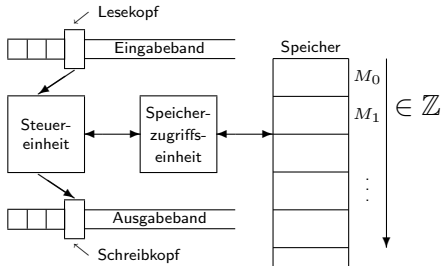 Lesekopf
Eingabeband
Speicher
M₀
Steuer-
einheit
Speicher-
zugriffs-
einheit
M₁
∈ ℤ
⋮
Ausgabeband
Schreibkopf